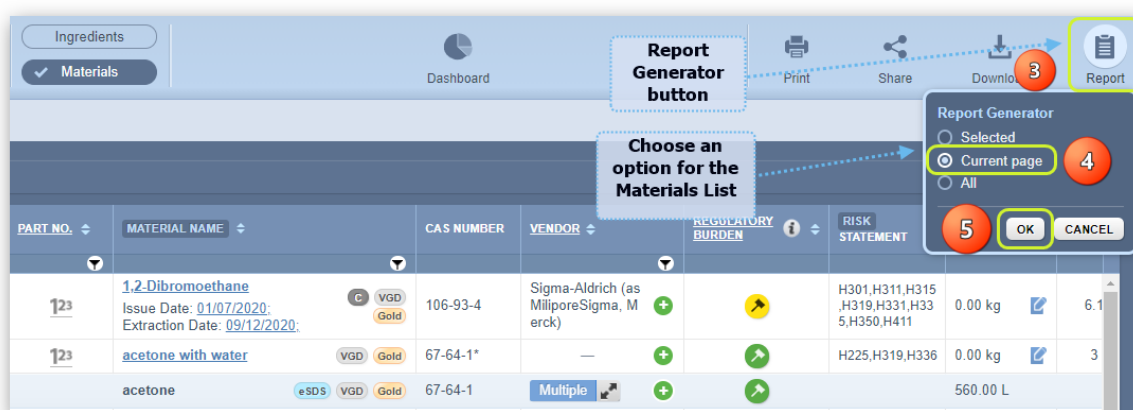 Ingredients
Materials
Dashboard
Report
Generator
button
Print
Share
Downlo
3
Report
Report Generator
Selected
Current page
4
All
5
OK
CANCEL
Choose an
option for the
Materials List
PART NO.
MATERIAL NAME
CAS NUMBER
VENDOR
REGULATORY
BURDEN
i
RISK
STATEMENT
123
1,2-Dibromoethane
Issue Date: 01/07/2020;
Extraction Date: 09/12/2020;
C VGD
Gold
106-93-4
Sigma-Aldrich (as
MiliporeSigma, M
erck)
H301,H311,H315
,H319,H331,H33
5,H350,H411
0.00 kg
6.1
123
acetone with water
VGD Gold
67-64-1*
—
H225,H319,H336
0.00 kg
3
acetone
eSDS VGD Gold
67-64-1
Multiple
560.00 L